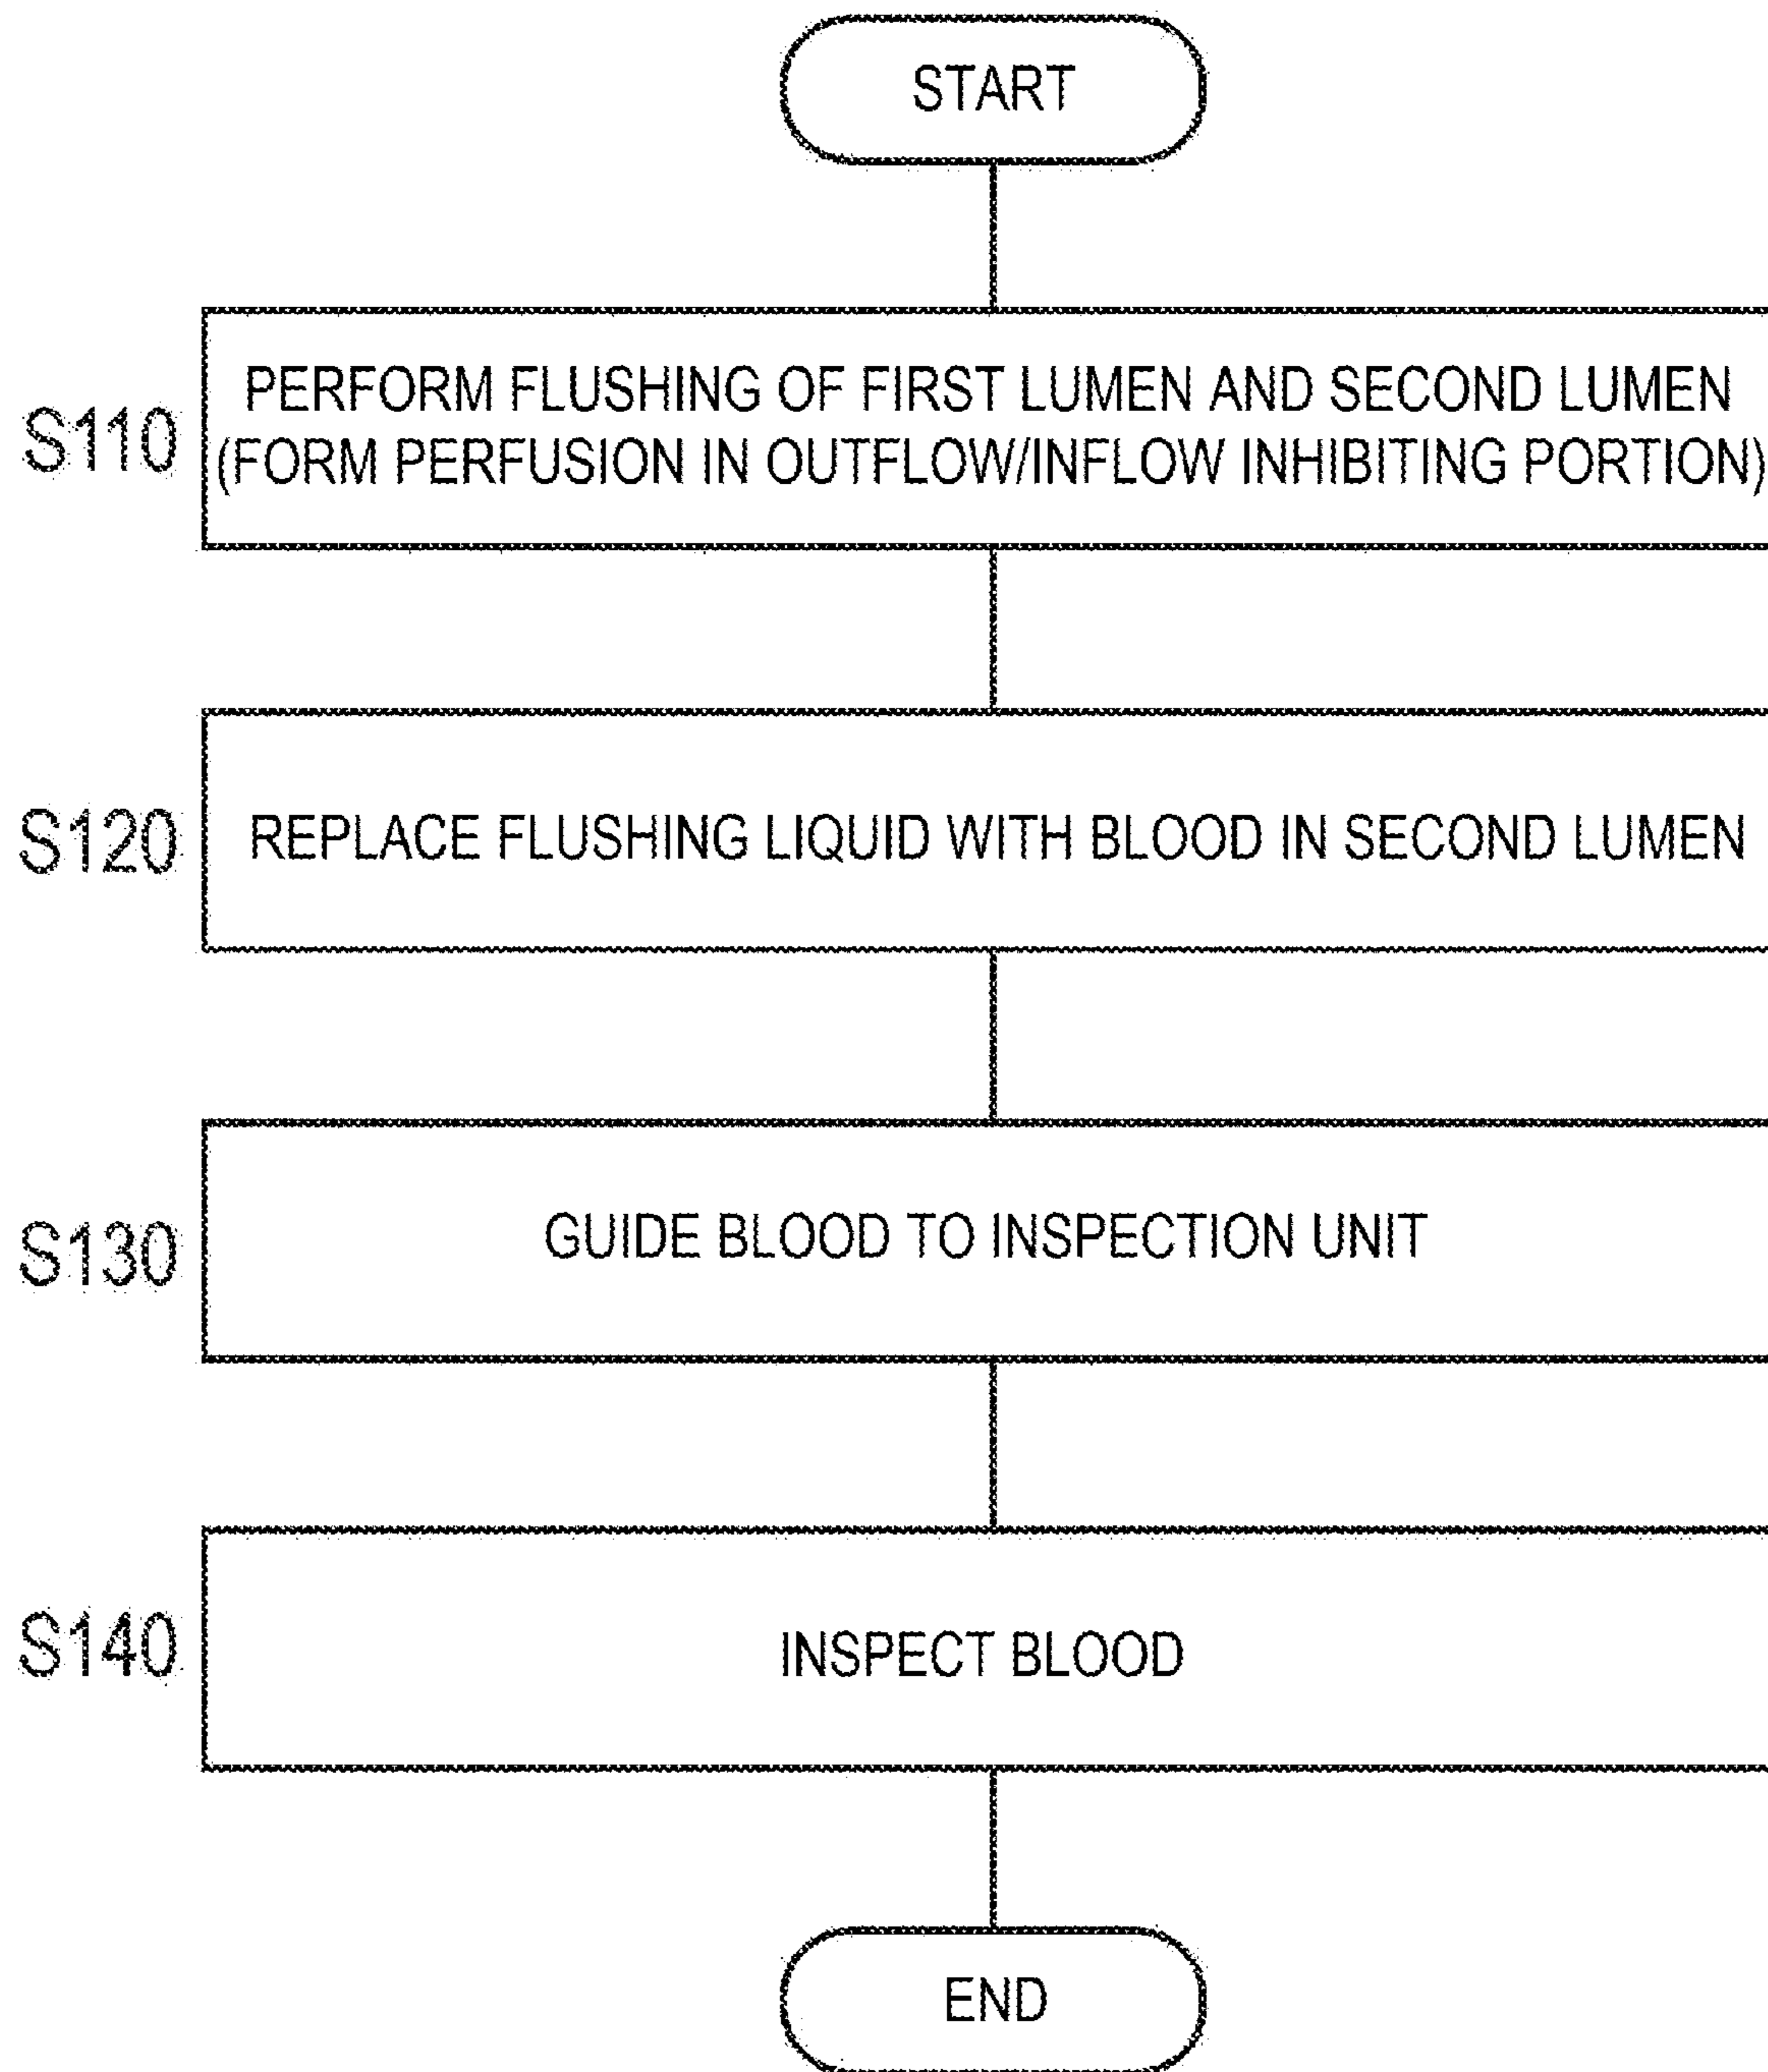 START
S110
PERFORM FLUSHING OF FIRST LUMEN AND SECOND LUMEN
(FORM PERFUSION IN OUTFLOW/INFLOW INHIBITING PORTION)
S120
REPLACE FLUSHING LIQUID WITH BLOOD IN SECOND LUMEN
S130
GUIDE BLOOD TO INSPECTION UNIT
S140
INSPECT BLOOD
END